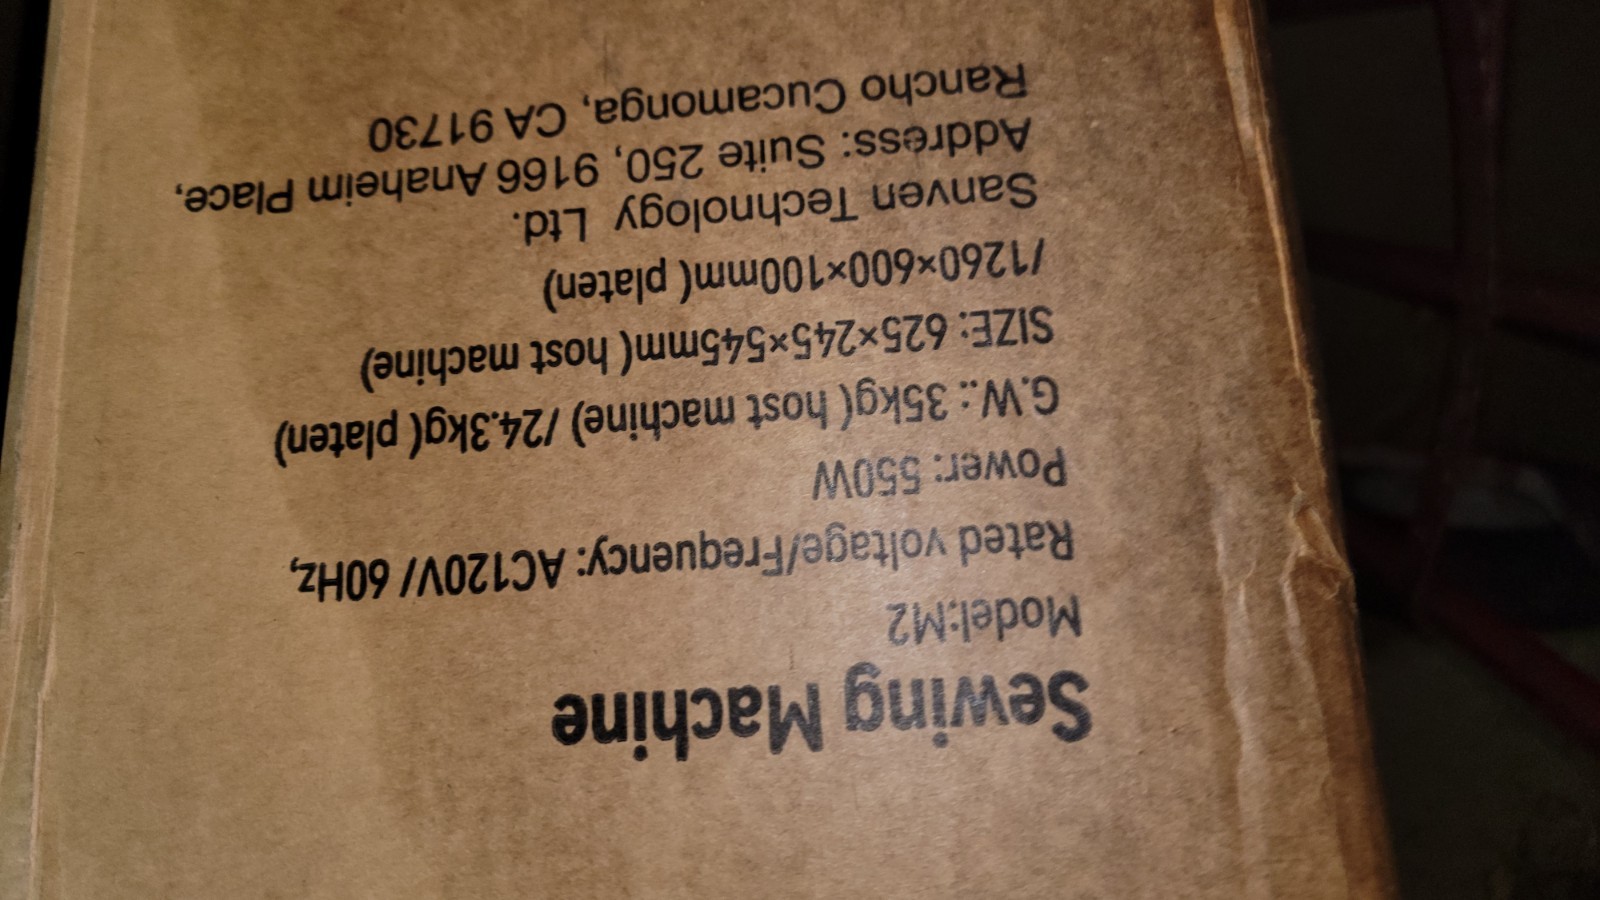 Sewing Machine
Model:M2
Rated voltage/Frequency: AC120V/ 60Hz,
Power: 550W
G.W.: 35kg( host machine) /24.3kg( platen)
SIZE: 625×245×545mm( host machine)
/1260×600×100mm( platen)
Sanven Technology Ltd.
Address: Suite 250, 9166 Anaheim Place,
Rancho Cucamonga, CA 91730